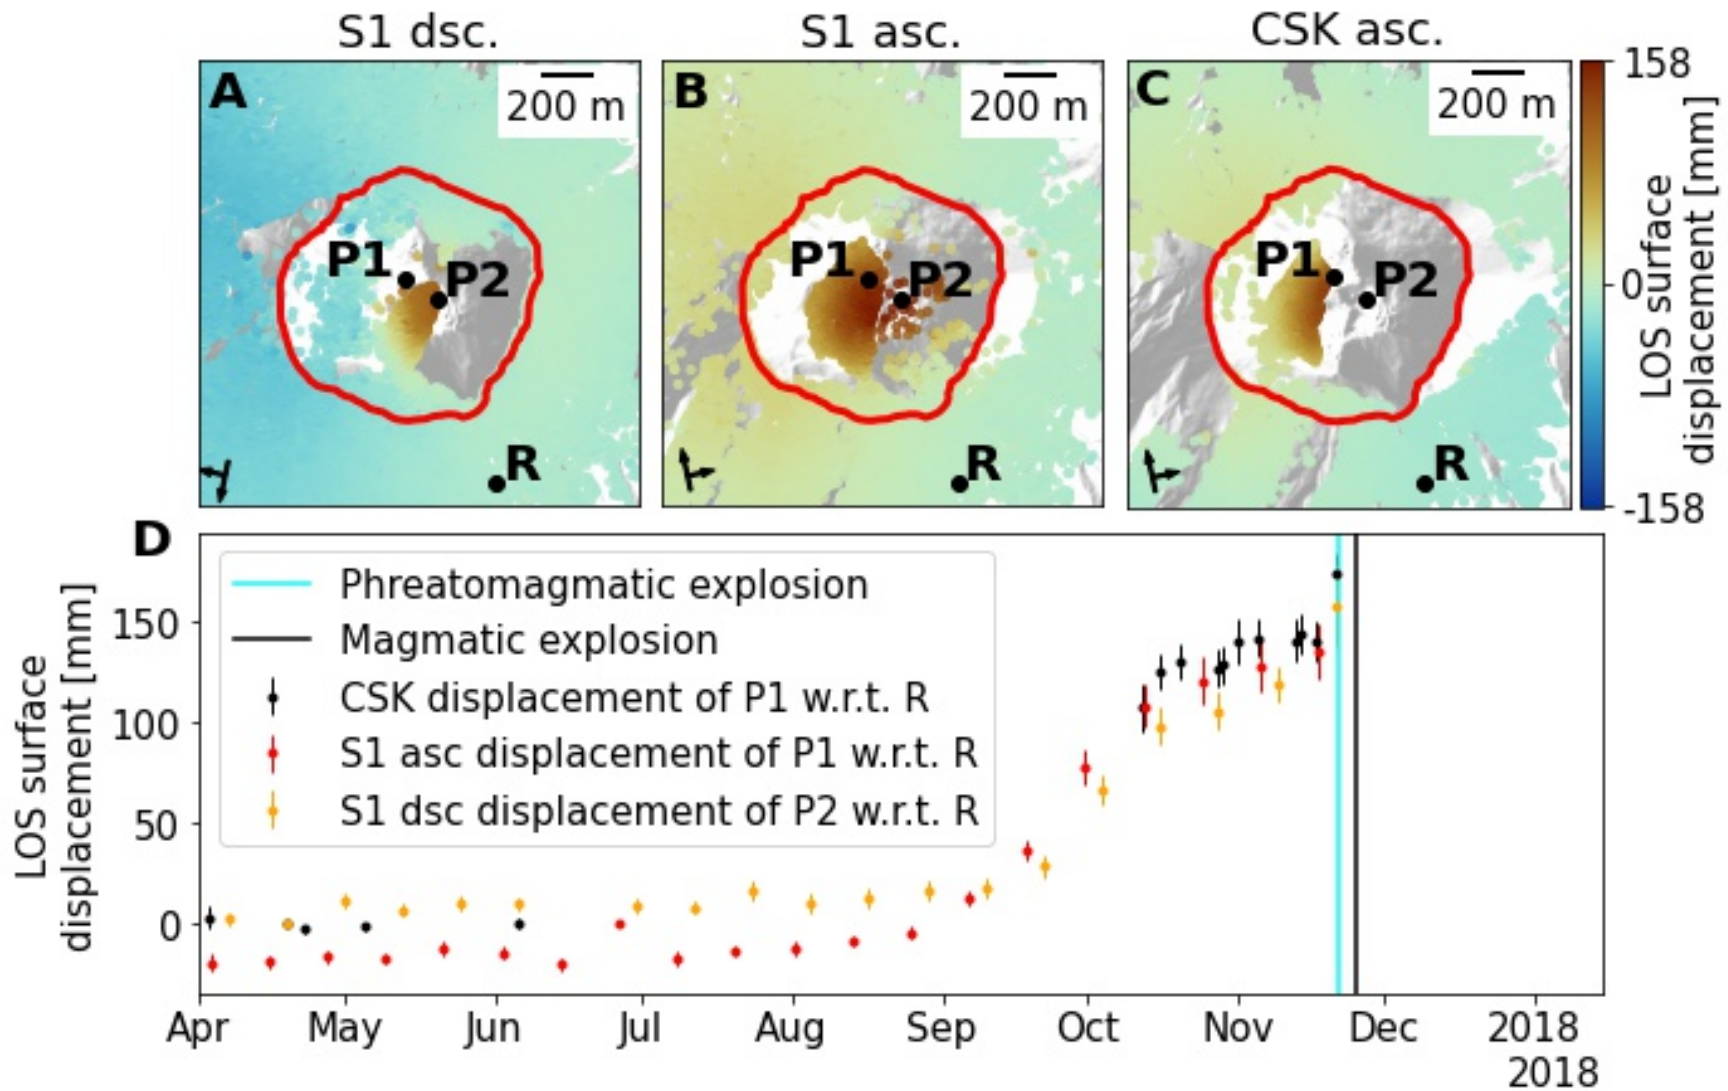 S1 dsc.
S1 asc.
CSK asc.
A
200 m
P1
P2
R
B
200 m
P1
P2
R
C
200 m
P1
P2
R
158
0
-158
LOS surface
displacement [mm]
D
Phreatomagmatic explosion
Magmatic explosion
CSK displacement of P1 w.r.t. R
S1 asc displacement of P1 w.r.t. R
S1 dsc displacement of P2 w.r.t. R
LOS surface
displacement [mm]
150
100
50
0
Apr May Jun Jul Aug Sep Oct Nov Dec 2018
2018